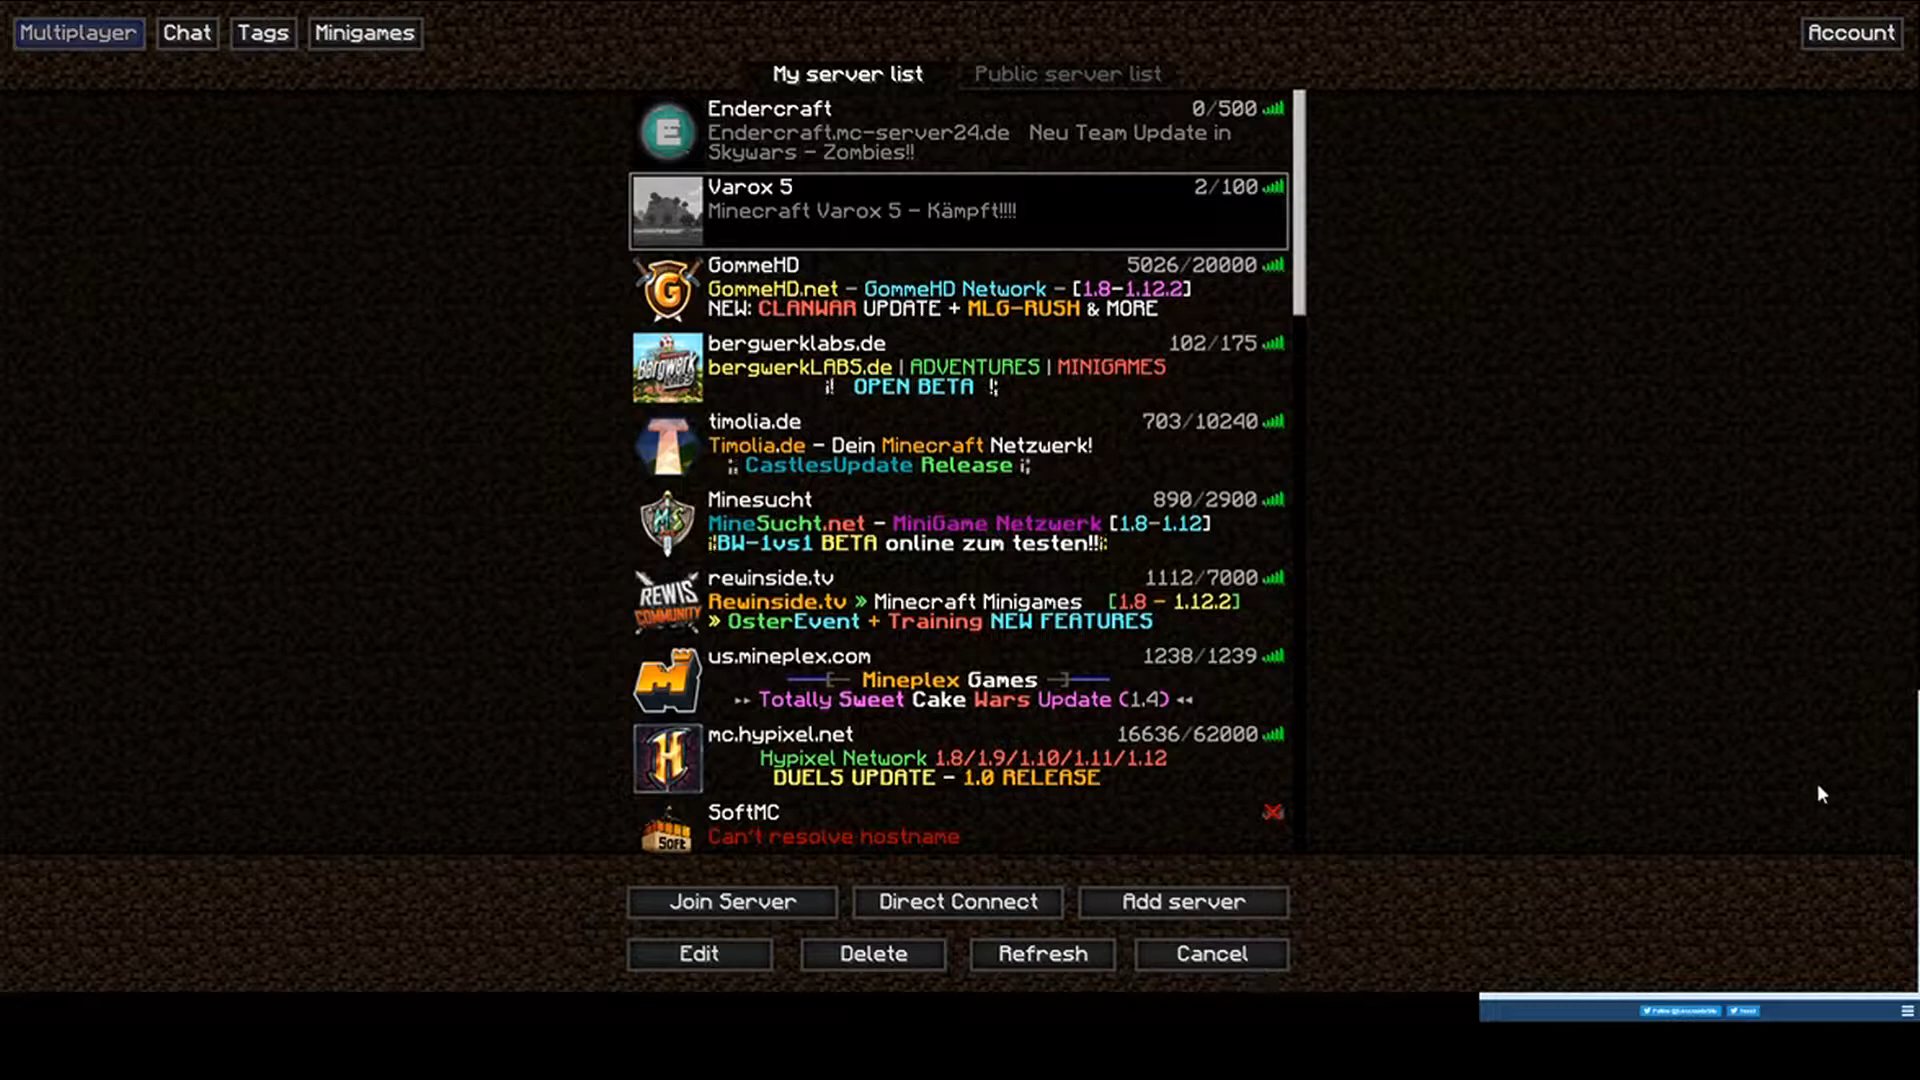 Multiplayer Chat Tags Minigames Account
My server list Public server list
Endercraft 0/500
Endercraft.mc-server24.de Neu Team Update in
Skywars - Zombies!!
Varox 5 2/100
Minecraft Varox 5 - Kämpft!!!!
GommeHD 5026/20000
GommeHD.net - GommeHD Network - [1.8-1.12.2]
NEW: CLANWAR UPDATE + MLG-RUSH & MORE
bergwerklabs.de 102/175
bergwerkLABS.de | ADVENTURES | MINIGAMES
¡! OPEN BETA !¡
timolia.de 703/10240
Timolia.de - Dein Minecraft Netzwerk!
CastlesUpdate Release
Minesucht 890/2900
MineSucht.net - MiniGame Netzwerk [1.8-1.12]
BW-1vs1 BETA online zum testen!!
rewinside.tv 1112/7000
Rewinside.tv » Minecraft Minigames [1.8 - 1.12.2]
» OsterEvent + Training NEW FEATURES
us.mineplex.com 1238/1239
Mineplex Games
Totally Sweet Cake Wars Update (1.4)
mc.hypixel.net 16636/62000
Hypixel Network 1.8/1.9/1.10/1.11/1.12
DUELS UPDATE - 1.0 RELEASE
SoftMC
Can't resolve hostname
Join Server Direct Connect Add server
Edit Delete Refresh Cancel
E
G
Bergwerk LABS
T
MS
REWIS COMMUNITY
M
H
SOFT
Tweet